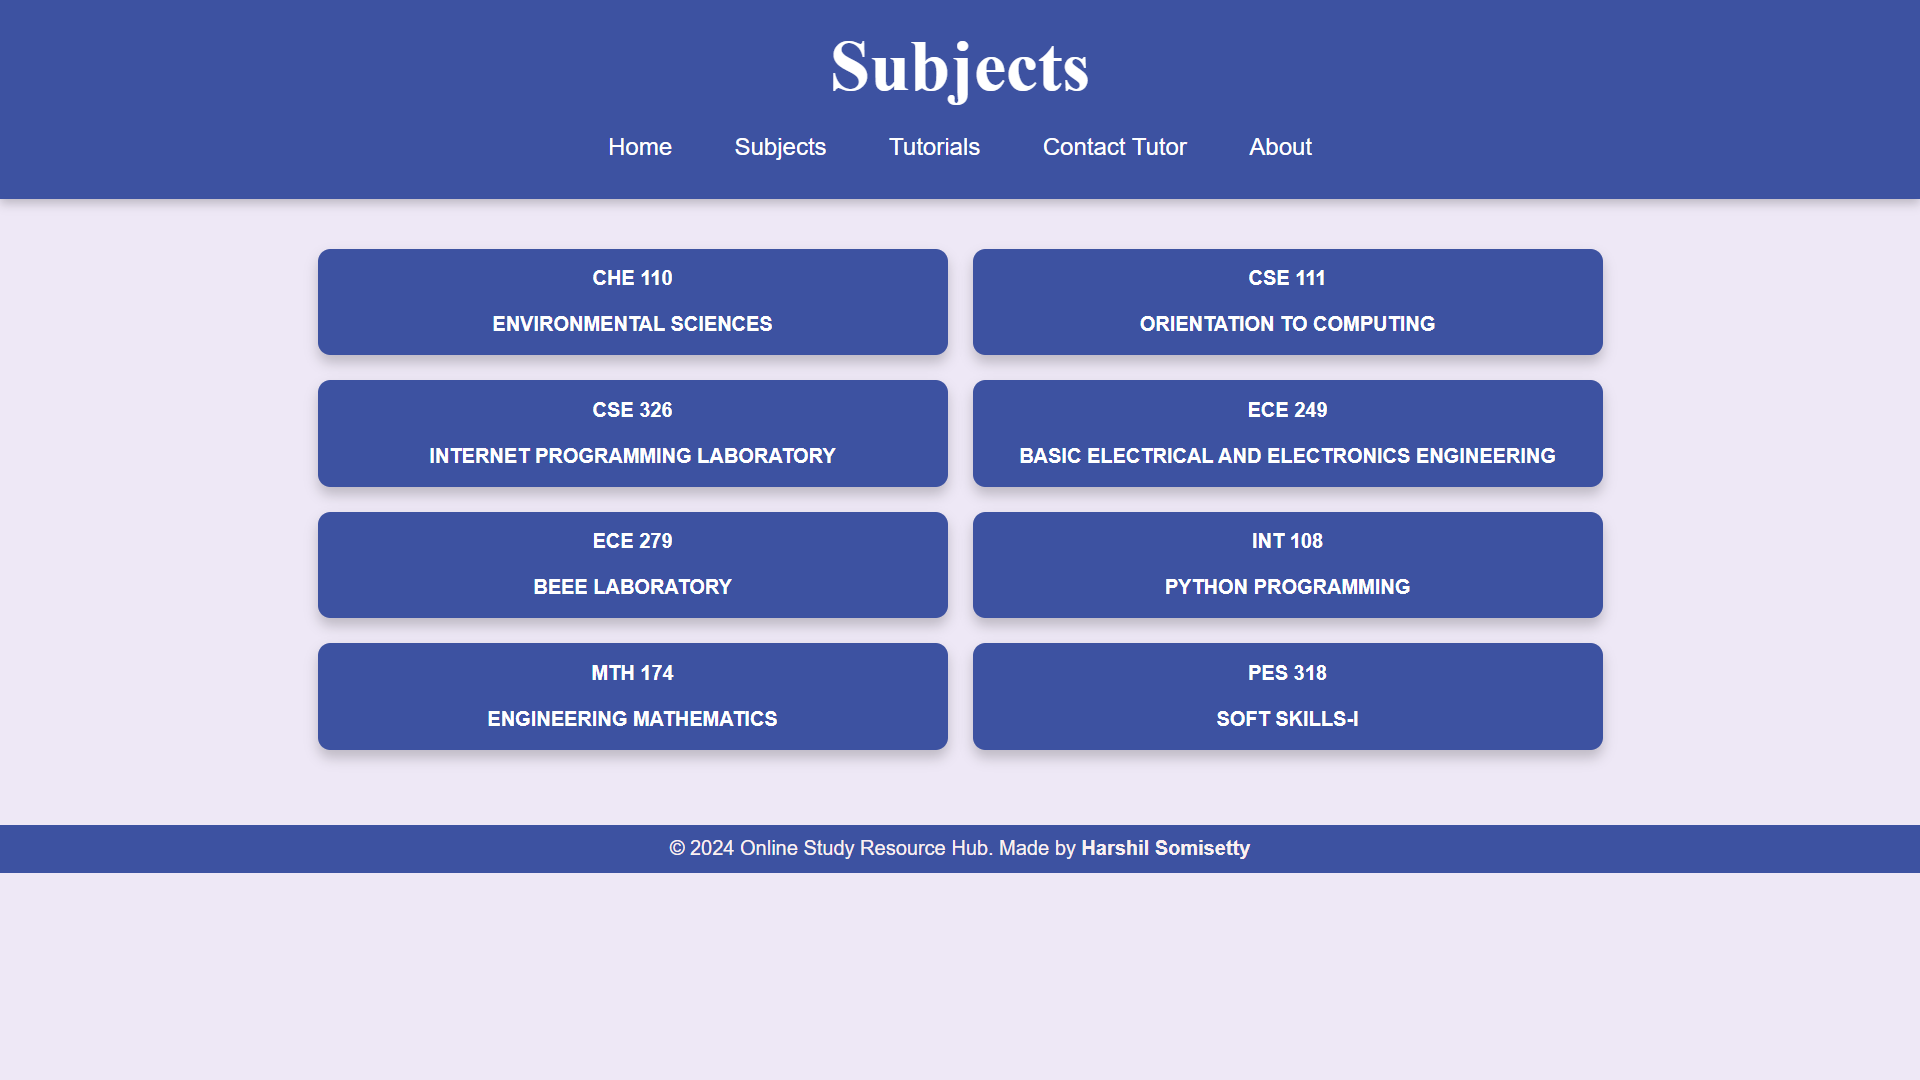 Subjects
Home Subjects Tutorials Contact Tutor About
CHE 110
ENVIRONMENTAL SCIENCES
CSE 111
ORIENTATION TO COMPUTING
CSE 326
INTERNET PROGRAMMING LABORATORY
ECE 249
BASIC ELECTRICAL AND ELECTRONICS ENGINEERING
ECE 279
BEEE LABORATORY
INT 108
PYTHON PROGRAMMING
MTH 174
ENGINEERING MATHEMATICS
PES 318
SOFT SKILLS-I
© 2024 Online Study Resource Hub. Made by Harshil Somisetty